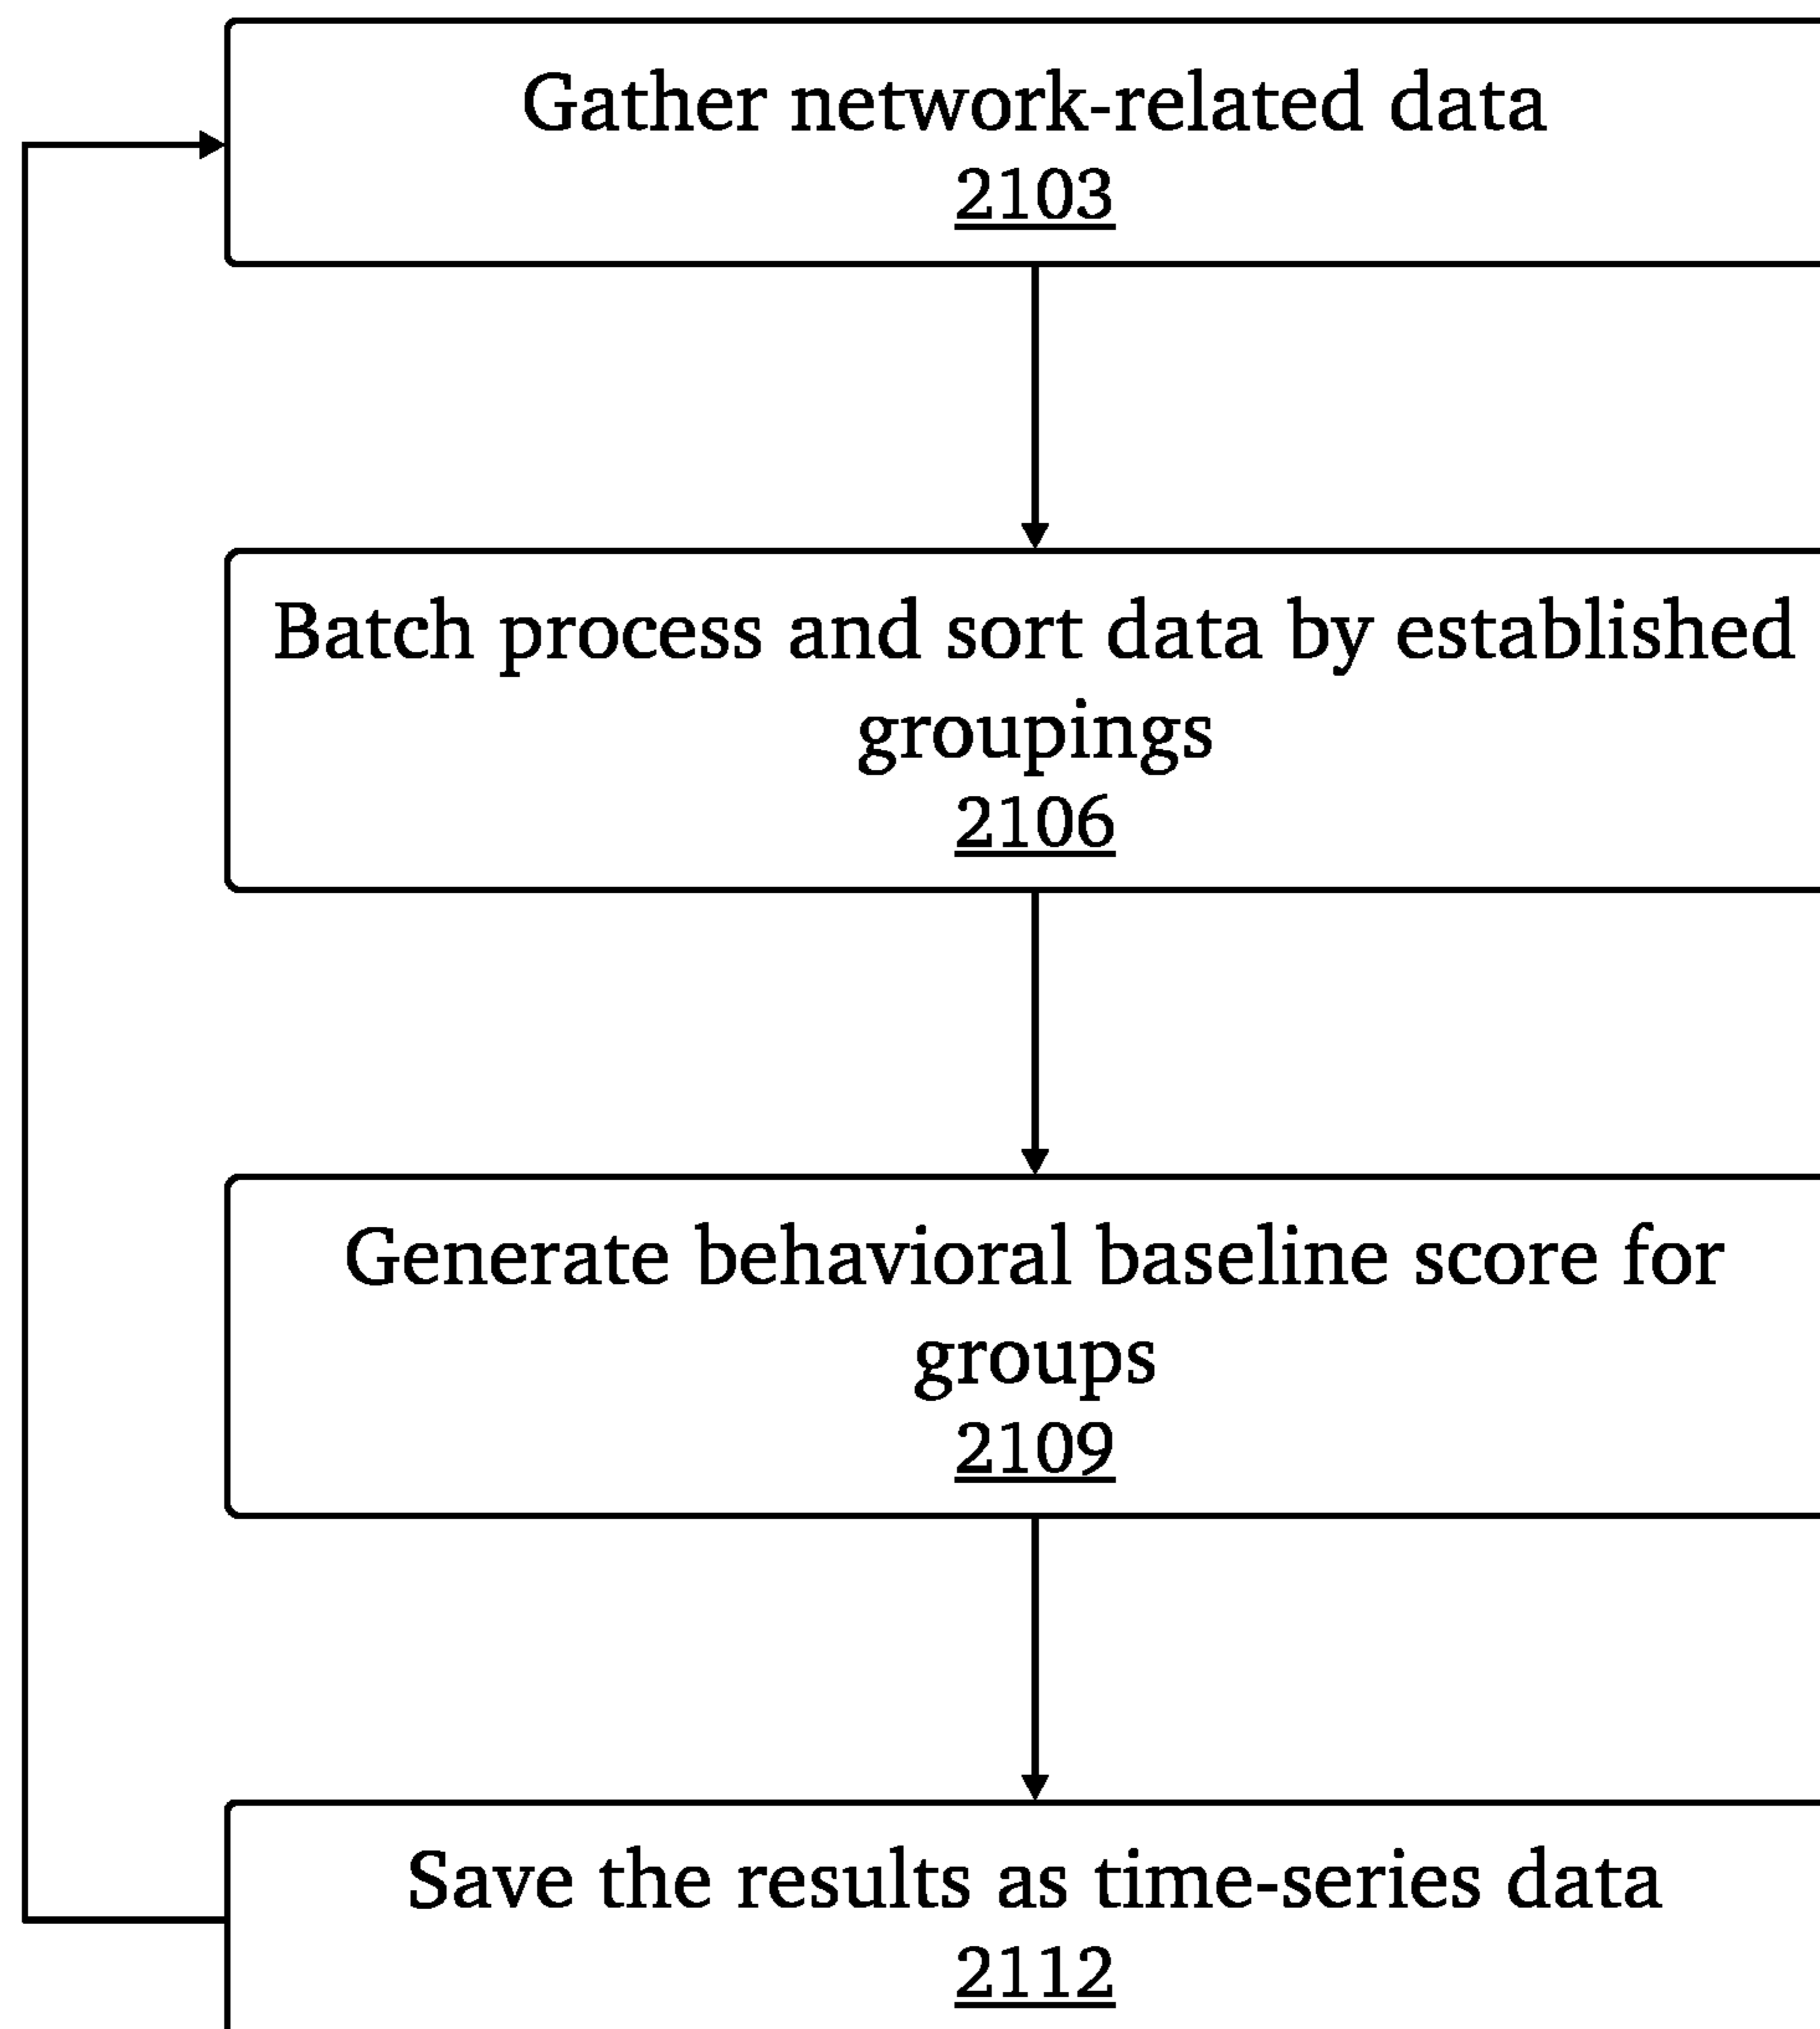 Gather network-related data
2103
Batch process and sort data by established
groupings
2106
Generate behavioral baseline score for
groups
2109
Save the results as time-series data
2112